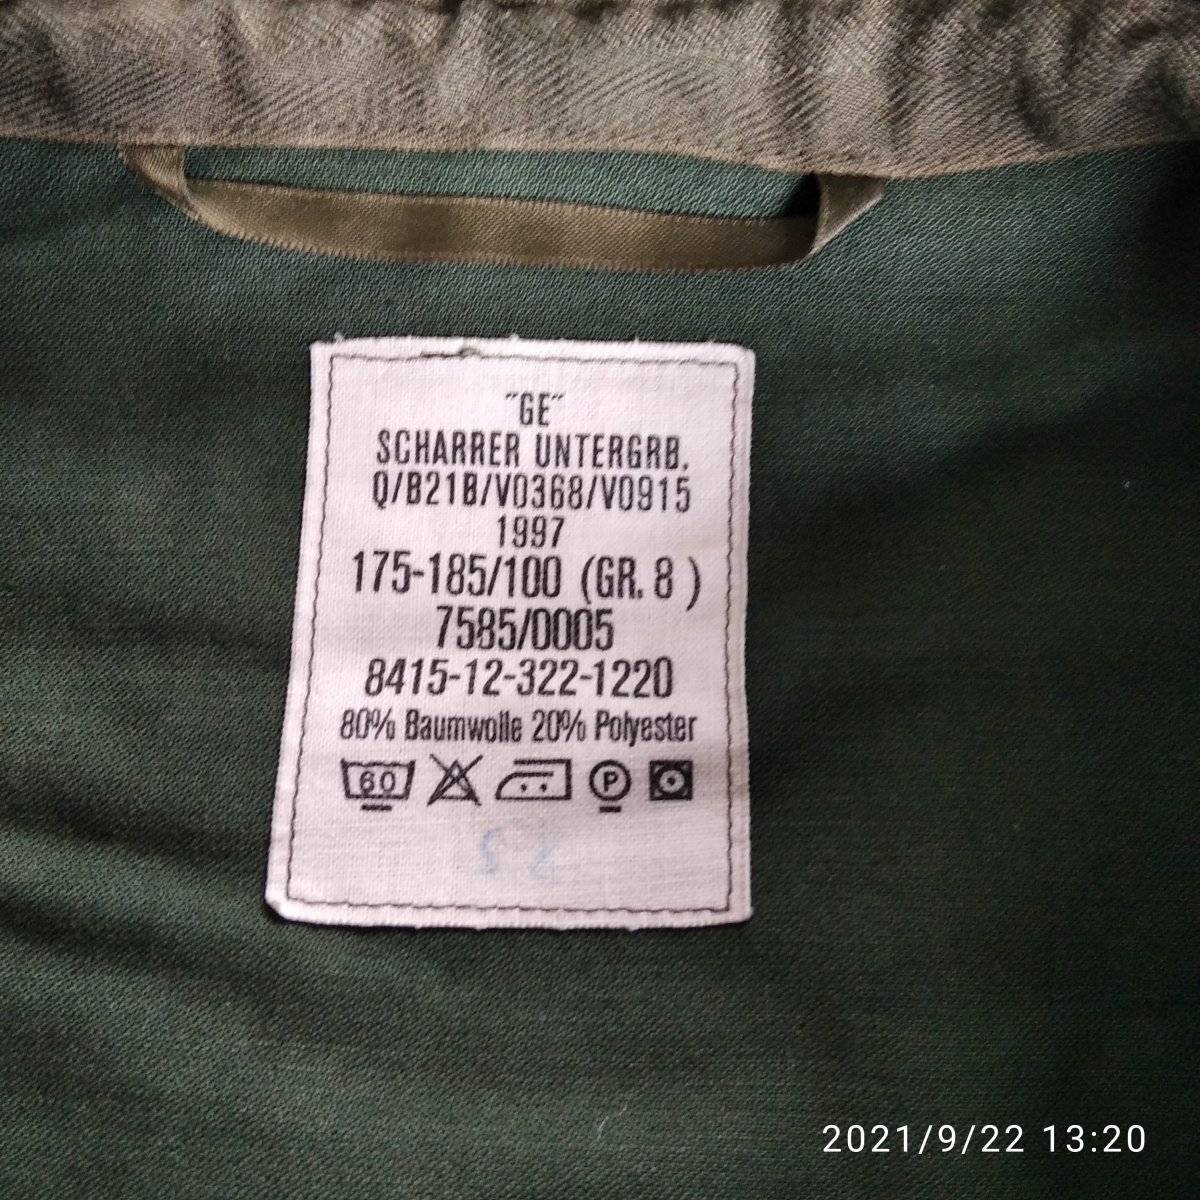 "GE"
SCHARRER UNTERGRB.
Q/B21B/V0368/V0915
1997
175-185/100 (GR. 8 )
7585/0005
8415-12-322-1220
80% Baumwolle 20% Polyester
60 P
2021/9/22 13:20